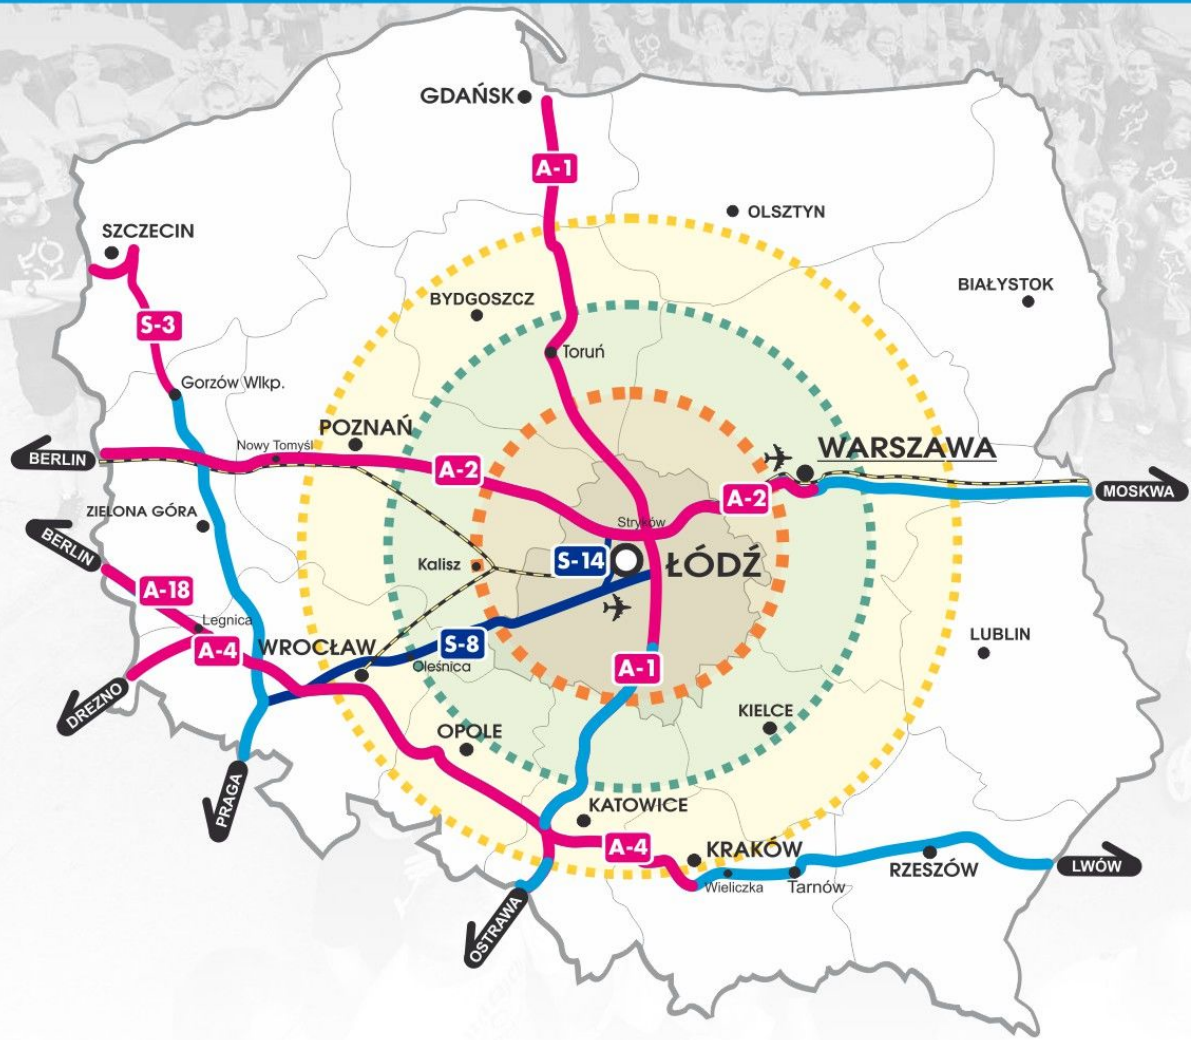 GDAŃSK
A-1
OLSZTYN
SZCZECIN
BIAŁYSTOK
BYDGOSZCZ
S-3
Toruń
Gorzów Wlkp.
POZNAŃ
Nowy Tomyśl
WARSZAWA
BERLIN
A-2
A-2
MOSKWA
ZIELONA GÓRA
Stryków
BERLIN
Kalisz
S-14
ŁÓDŹ
A-18
Legnica
A-4
WROCŁAW
S-8
Oleśnica
A-1
LUBLIN
DREZNO
KIELCE
OPOLE
PRAGA
KATOWICE
A-4
KRAKÓW
Wieliczka
Tarnów
RZESZÓW
LWÓW
OSTRAWA